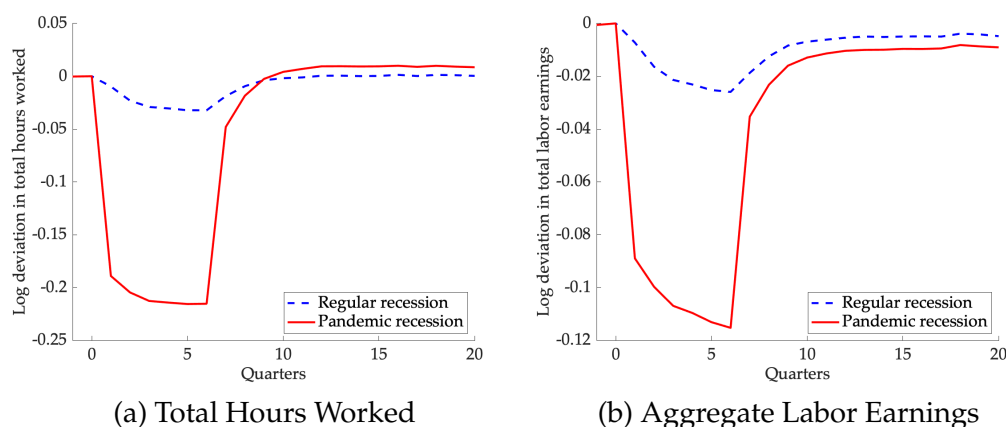 0.05
0
-0.05
-0.1
-0.15
-0.2
-0.25
Log deviation in total hours worked
0
5
10
15
20
Quarters
Regular recession
Pandemic recession
(a) Total Hours Worked
0
-0.02
-0.04
-0.06
-0.08
-0.1
-0.12
Log deviation in total labor earnings
0
5
10
15
20
Quarters
Regular recession
Pandemic recession
(b) Aggregate Labor Earnings